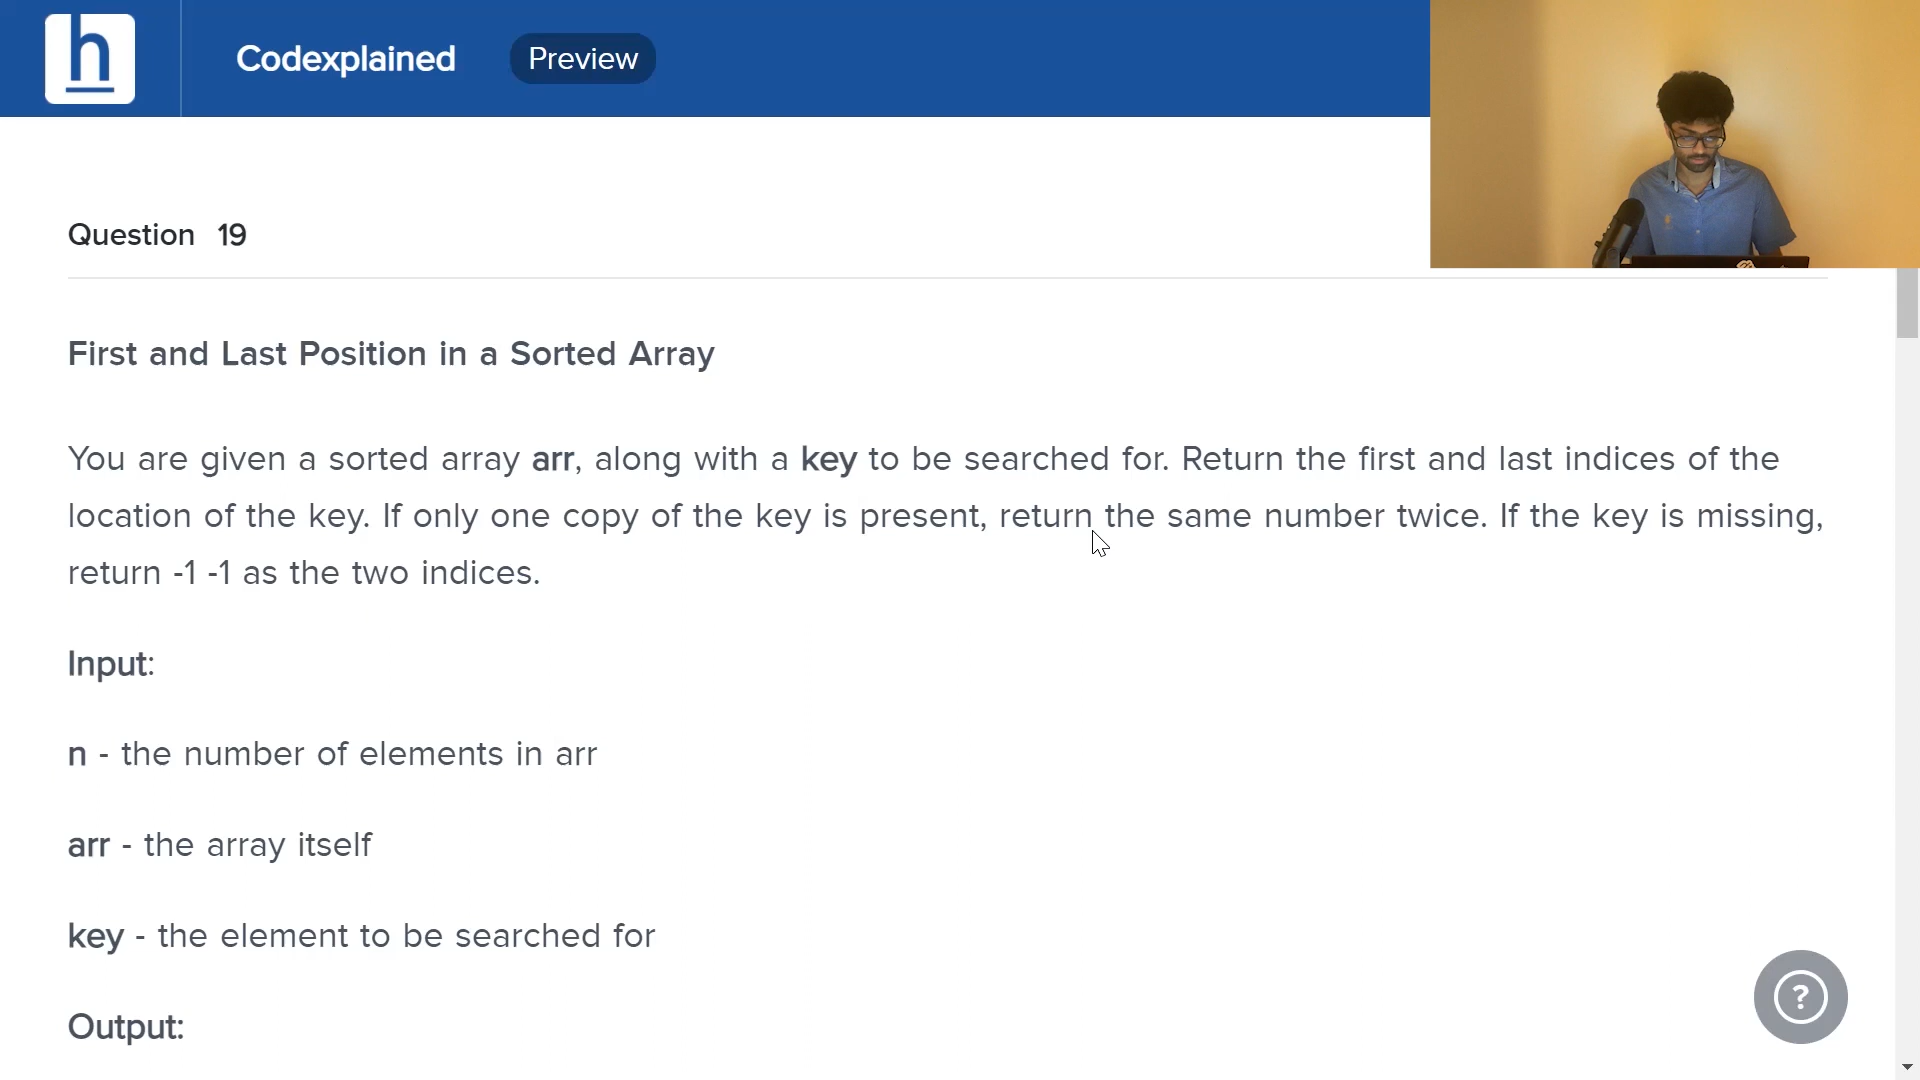 h
Codexplained
Preview
Question 19
First and Last Position in a Sorted Array
You are given a sorted array arr, along with a key to be searched for. Return the first and last indices of the
location of the key. If only one copy of the key is present, return the same number twice. If the key is missing,
return -1 -1 as the two indices.
Input:
n - the number of elements in arr
arr - the array itself
key - the element to be searched for
Output:
?